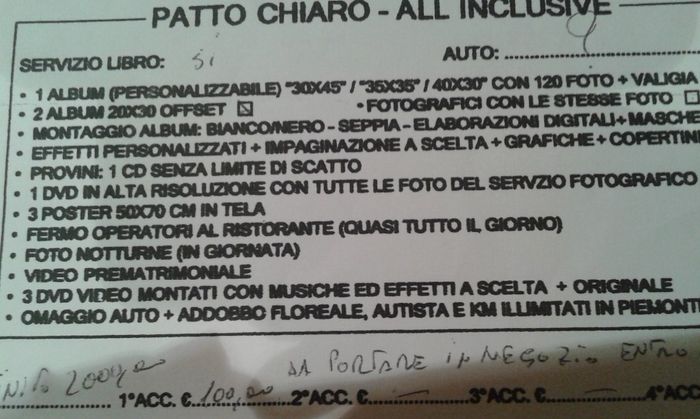 PATTO CHIARO - ALL INCLUSIVE
SERVIZIO LIBRO: si AUTO:
• 1 ALBUM (PERSONALIZZABILE) "30X45" / "35X35" / 40X30" CON 120 FOTO + VALIGIA
• 2 ALBUM 20X30 OFFSET ☒ • FOTOGRAFICI CON LE STESSE FOTO ☐
• MONTAGGIO ALBUM: BIANCO/NERO - SEPPIA - ELABORAZIONI DIGITALI + MASCHE
• EFFETTI PERSONALIZZATI + IMPAGINAZIONE A SCELTA + GRAFICHE + COPERTINE
• PROVINI: 1 CD SENZA LIMITE DI SCATTO
• 1 DVD IN ALTA RISOLUZIONE CON TUTTE LE FOTO DEL SERVZIO FOTOGRAFICO
• 3 POSTER 50X70 CM IN TELA
• FERMO OPERATORI AL RISTORANTE (QUASI TUTTO IL GIORNO)
• FOTO NOTTURNE (IN GIORNATA)
• VIDEO PREMATRIMONIALE
• 3 DVD VIDEO MONTATI CON MUSICHE ED EFFETTI A SCELTA + ORIGINALE
• OMAGGIO AUTO + ADDOBBO FLOREALE, AUTISTA E KM ILLIMITATI IN PIEMONT
DA PORTARE IN NEGOZIO ENTRO
1°ACC. €.100,00 2°ACC. € — 3°ACC. € — 4°ACC